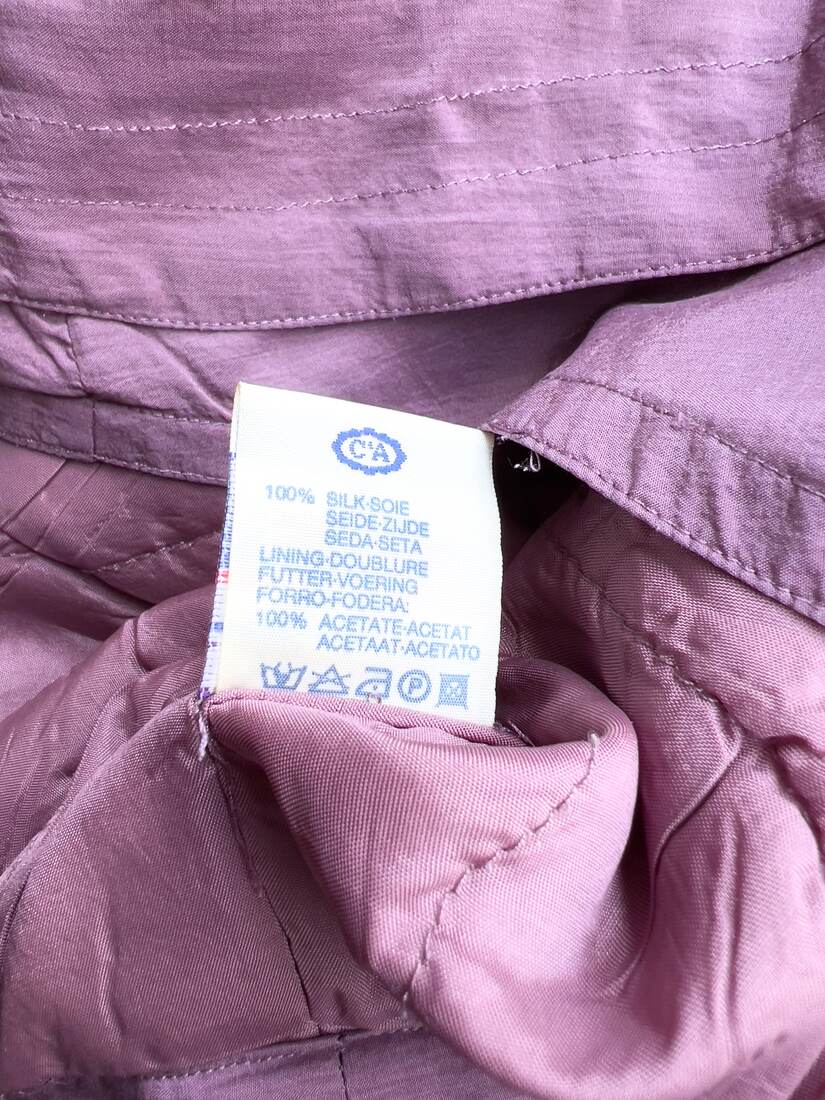 C&A
100% SILK·SOIE
SEIDE·ZIJDE
SEDA·SETA
LINING·DOUBLURE
FUTTER·VOERING
FORRO·FODERA:
100% ACETATE·ACETAT
ACETAAT·ACETATO
P